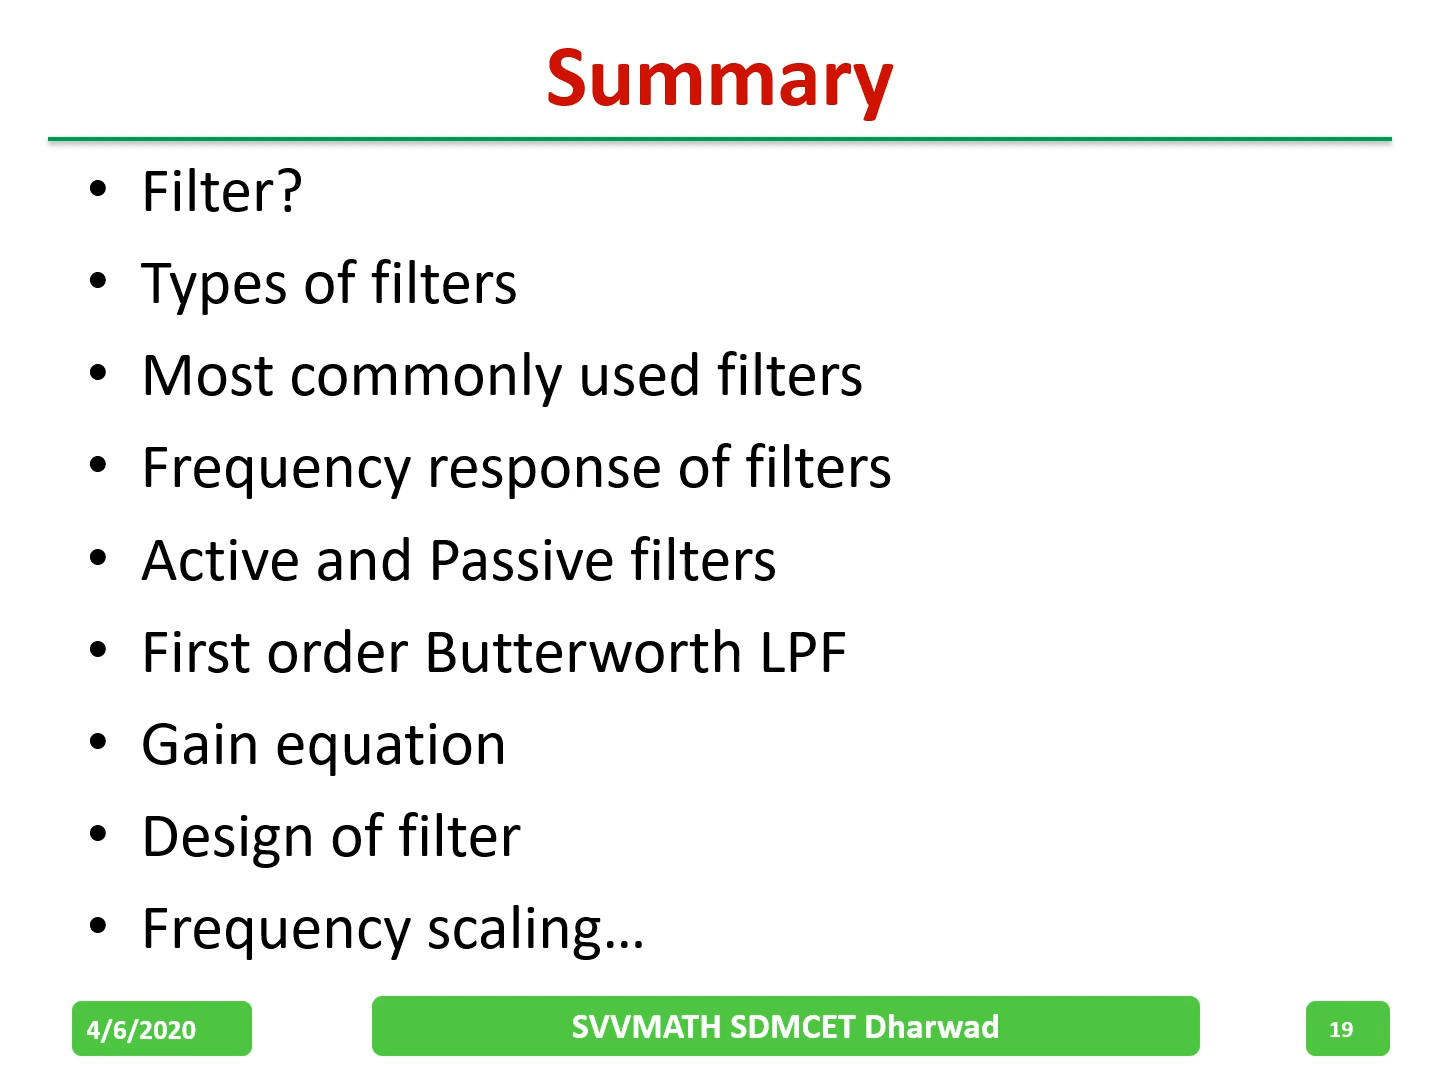 Summary
• Filter?
• Types of filters
• Most commonly used filters
• Frequency response of filters
• Active and Passive filters
• First order Butterworth LPF
• Gain equation
• Design of filter
• Frequency scaling…
4/6/2020
SVVMATH SDMCET Dharwad
19